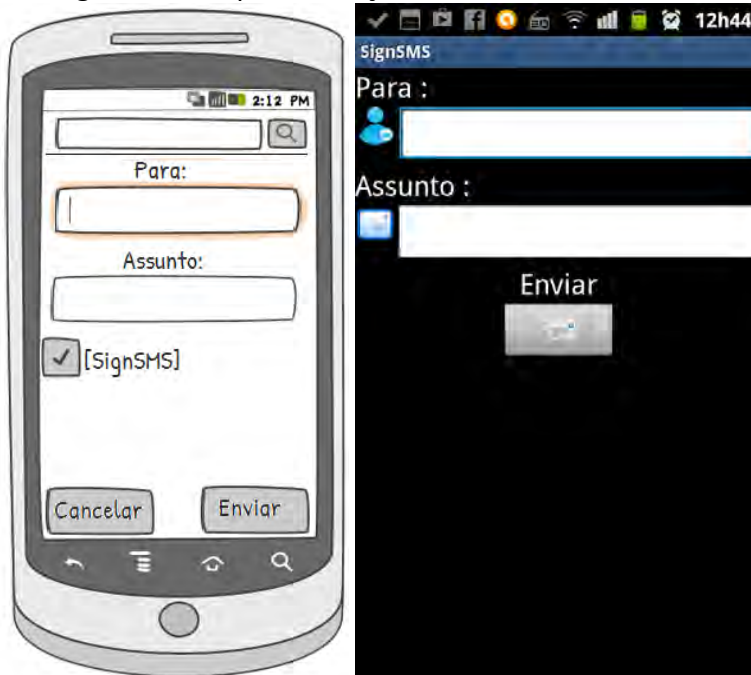 2:12 PM
Para:
Assunto:
[SignSMS]
Cancelar
Enviar
12h44
SignSMS
Para :
Assunto :
Enviar